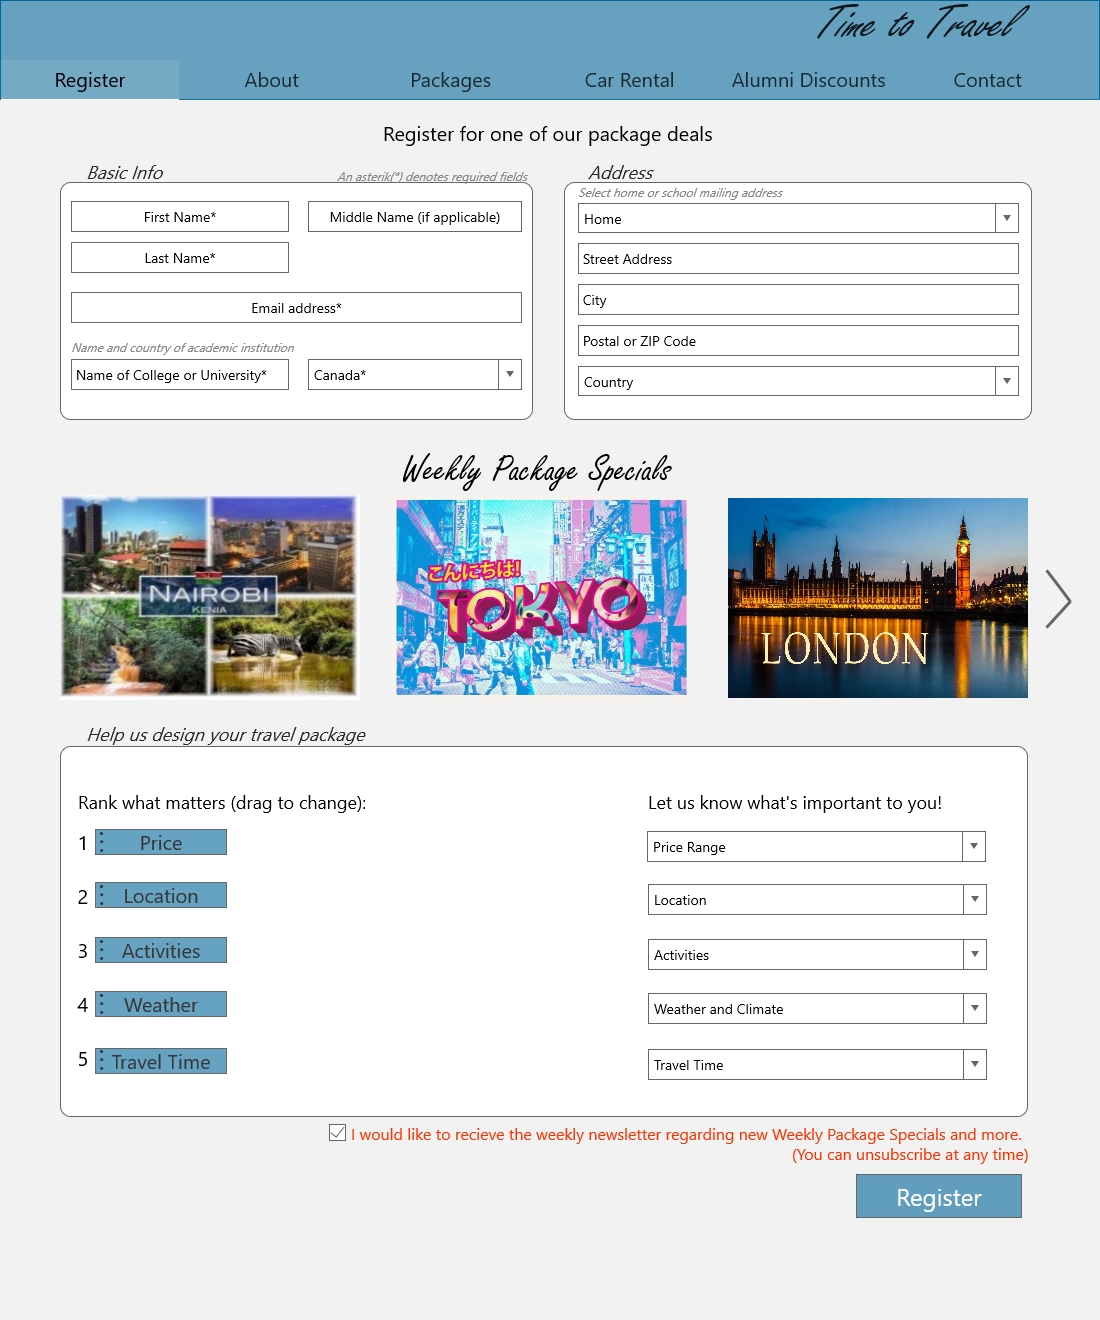 Time to Travel
Register
About
Packages
Car Rental
Alumni Discounts
Contact
Register for one of our package deals
Basic Info
An asterik(*) denotes required fields
First Name*
Middle Name (if applicable)
Last Name*
Email address*
Name and country of academic institution
Name of College or University*
Canada*
Address
Select home or school mailing address
Home
Street Address
City
Postal or ZIP Code
Country
Weekly Package Specials
NAIROBI
KENIA
こんにちは!
TOKYO
LONDON
Help us design your travel package
Rank what matters (drag to change):
1 Price
2 Location
3 Activities
4 Weather
5 Travel Time
Let us know what's important to you!
Price Range
Location
Activities
Weather and Climate
Travel Time
I would like to recieve the weekly newsletter regarding new Weekly Package Specials and more.
(You can unsubscribe at any time)
Register